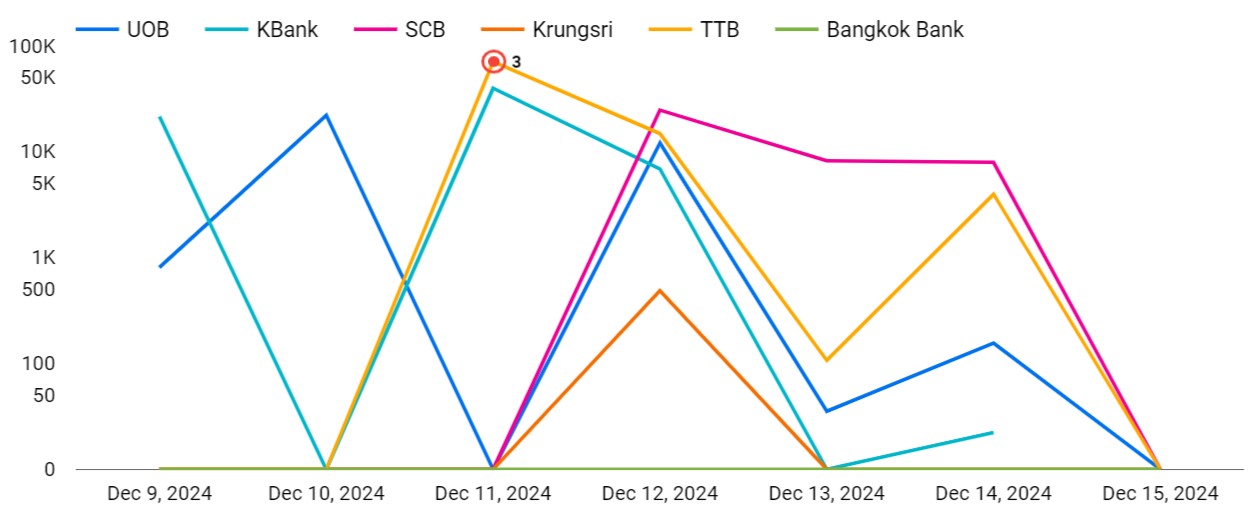 UOB KBank SCB Krungsri TTB Bangkok Bank
100K
3
50K
10K
5K
1K
500
100
50
0
Dec 9, 2024 Dec 10, 2024 Dec 11, 2024 Dec 12, 2024 Dec 13, 2024 Dec 14, 2024 Dec 15, 2024